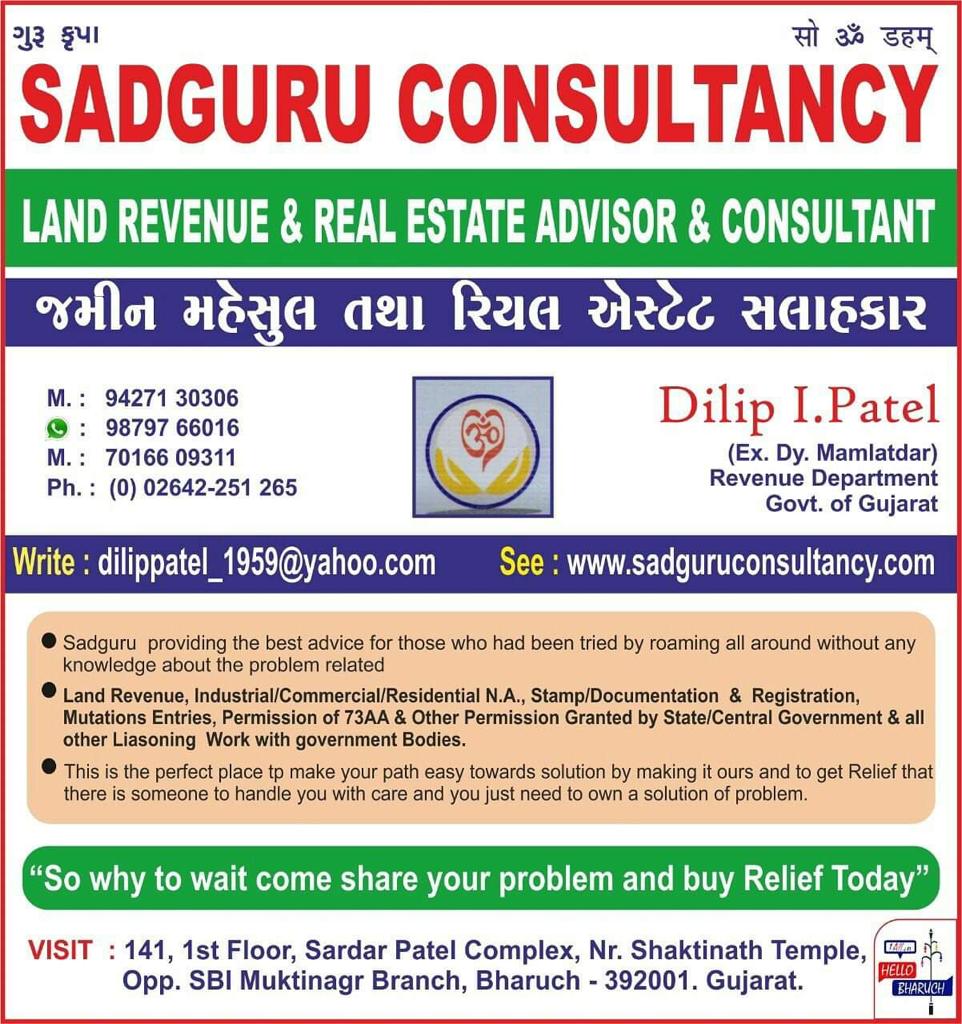 ગુરૂ કૃપા
सो ॐ डहम्
SADGURU CONSULTANCY
LAND REVENUE & REAL ESTATE ADVISOR & CONSULTANT
જમીન મહેસુલ તથા રિયલ એસ્ટેટ સલાહકાર
M. : 94271 30306
: 98797 66016
M. : 70166 09311
Ph. : (0) 02642-251 265
ॐ
Dilip I.Patel
(Ex. Dy. Mamlatdar)
Revenue Department
Govt. of Gujarat
Write : dilippatel_1959@yahoo.com See : www.sadguruconsultancy.com
● Sadguru providing the best advice for those who had been tried by roaming all around without any
knowledge about the problem related
● Land Revenue, Industrial/Commercial/Residential N.A., Stamp/Documentation & Registration,
Mutations Entries, Permission of 73AA & Other Permission Granted by State/Central Government & all
other Liasoning Work with government Bodies.
● This is the perfect place tp make your path easy towards solution by making it ours and to get Relief that
there is someone to handle you with care and you just need to own a solution of problem.
“So why to wait come share your problem and buy Relief Today”
VISIT : 141, 1st Floor, Sardar Patel Complex, Nr. Shaktinath Temple,
Opp. SBI Muktinagr Branch, Bharuch - 392001. Gujarat.
HELLO
BHARUCH